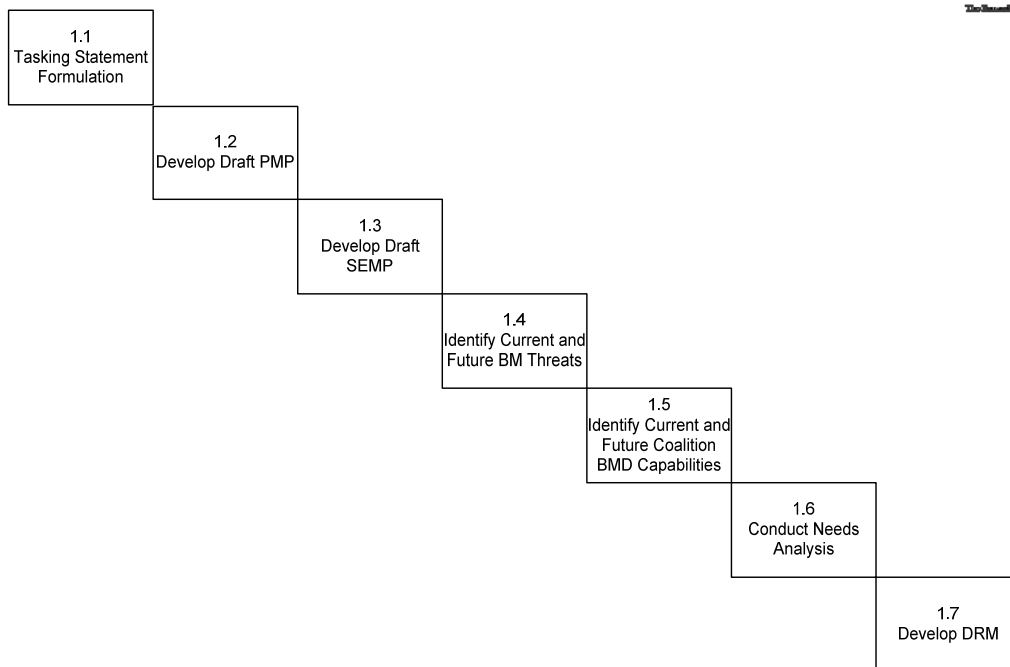 1.1
Tasking Statement
Formulation
1.2
Develop Draft PMP
1.3
Develop Draft
SEMP
1.4
Identify Current and
Future BM Threats
1.5
Identify Current and
Future Coalition
BMD Capabilities
1.6
Conduct Needs
Analysis
1.7
Develop DRM